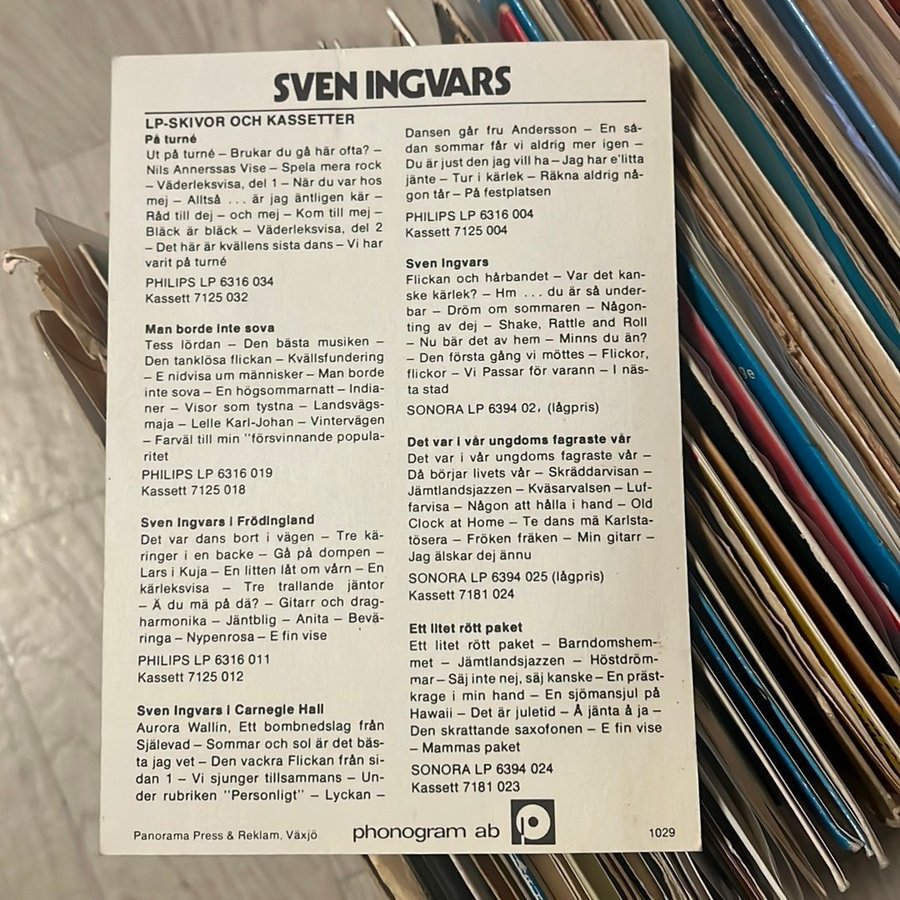 SVEN INGVARS
LP-SKIVOR OCH KASSETTER
På turné
Ut på turné – Brukar du gå här ofta? –
Nils Annerssas Vise – Spela mera rock
– Väderleksvisa, del 1 – När du var hos
mej – Alltså ... är jag äntligen kär –
Råd till dej – och mej – Kom till mej –
Bläck är bläck – Väderleksvisa, del 2
– Det här är kvällens sista dans – Vi har
varit på turné
PHILIPS LP 6316 034
Kassett 7125 032
Man borde inte sova
Tess lördan – Den bästa musiken –
Den tanklösa flickan – Kvällsfundering
– E nidvisa um människer – Man borde
inte sova – En högsommarnatt – India-
ner – Visor som tystna – Landsvägs-
maja – Lelle Karl-Johan – Vintervägen
– Farväl till min "försvinnande popula-
ritet
PHILIPS LP 6316 019
Kassett 7125 018
Sven Ingvars i Frödingland
Det var dans bort i vägen – Tre kä-
ringer i en backe – Gå på dompen –
Lars i Kuja – En litten låt om vårn – En
kärleksvisa – Tre trallande jäntor
– Ä du mä på dä? – Gitarr och drag-
harmonika – Jäntblig – Anita – Bevä-
ringa – Nypenrosa – E fin vise
PHILIPS LP 6316 011
Kassett 7125 012
Sven Ingvars i Carnegie Hall
Aurora Wallin, Ett bombnedslag från
Själevad – Sommar och sol är det bäs-
ta jag vet – Den vackra Flickan från si-
dan 1 – Vi sjunger tillsammans – Un-
der rubriken "Personligt" – Lyckan –
Dansen går fru Andersson – En så-
dan sommar får vi aldrig mer igen –
Du är just den jag vill ha – Jag har e'litta
jänte – Tur i kärlek – Räkna aldrig nå-
gon tår – På festplatsen
PHILIPS LP 6316 004
Kassett 7125 004
Sven Ingvars
Flickan och hårbandet – Var det kan-
ske kärlek? – Hm ... du är så under-
bar – Dröm om sommaren – Någon-
ting av dej – Shake, Rattle and Roll
– Nu bär det av hem – Minns du än?
– Den första gång vi möttes – Flickor,
flickor – Vi Passar för varann – I näs-
ta stad
SONORA LP 6394 02. (lågpris)
Det var i vår ungdoms fagraste vår
Det var i vår ungdoms fagraste vår –
Då börjar livets vår – Skräddarvisan –
Jämtlandsjazzen – Kväsarvalsen – Luf-
farvisa – Någon att hålla i hand – Old
Clock at Home – Te dans mä Karlsta-
tösera – Fröken fräken – Min gitarr –
Jag älskar dej ännu
SONORA LP 6394 025 (lågpris)
Kassett 7181 024
Ett litet rött paket
Ett litet rött paket – Barndomshem-
met – Jämtlandsjazzen – Höstdröm-
mar – Säj inte nej, säj kanske – En präst-
krage i min hand – En sjömansjul på
Hawaii – Det är juletid – Å jänta å ja –
Den skrattande saxofonen – E fin vise
– Mammas paket
SONORA LP 6394 024
Kassett 7181 023
Panorama Press & Reklam, Växjö
phonogram ab
1029